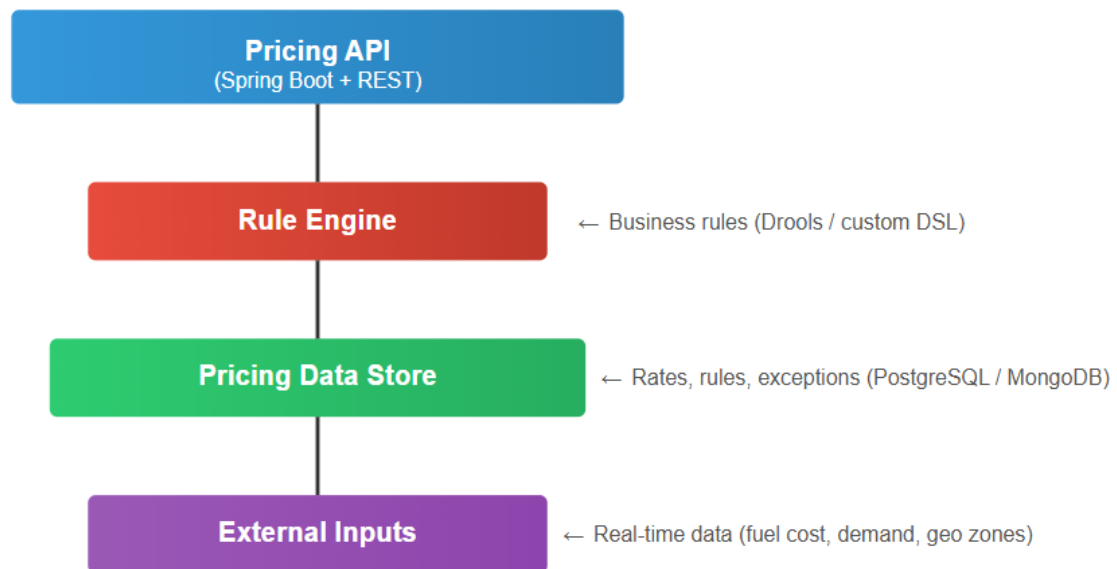 Pricing API
(Spring Boot + REST)
Rule Engine
← Business rules (Drools / custom DSL)
Pricing Data Store
← Rates, rules, exceptions (PostgreSQL / MongoDB)
External Inputs
← Real-time data (fuel cost, demand, geo zones)